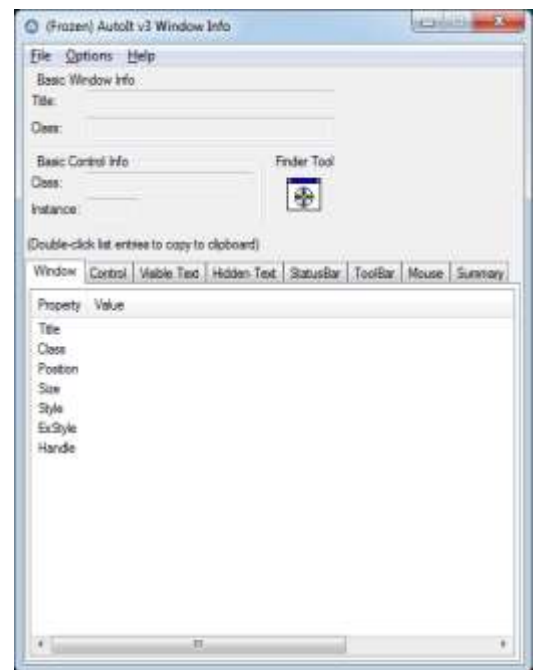 (Frozen) AutoIt v3 Window Info
File Options Help
Basic Window Info
Title:
Class:
Basic Control Info
Finder Tool
Class:
Instance:
(Double-click list entries to copy to clipboard)
Window Control Visible Text Hidden Text StatusBar ToolBar Mouse Summary
Property Value
Title
Class
Position
Size
Style
ExStyle
Handle